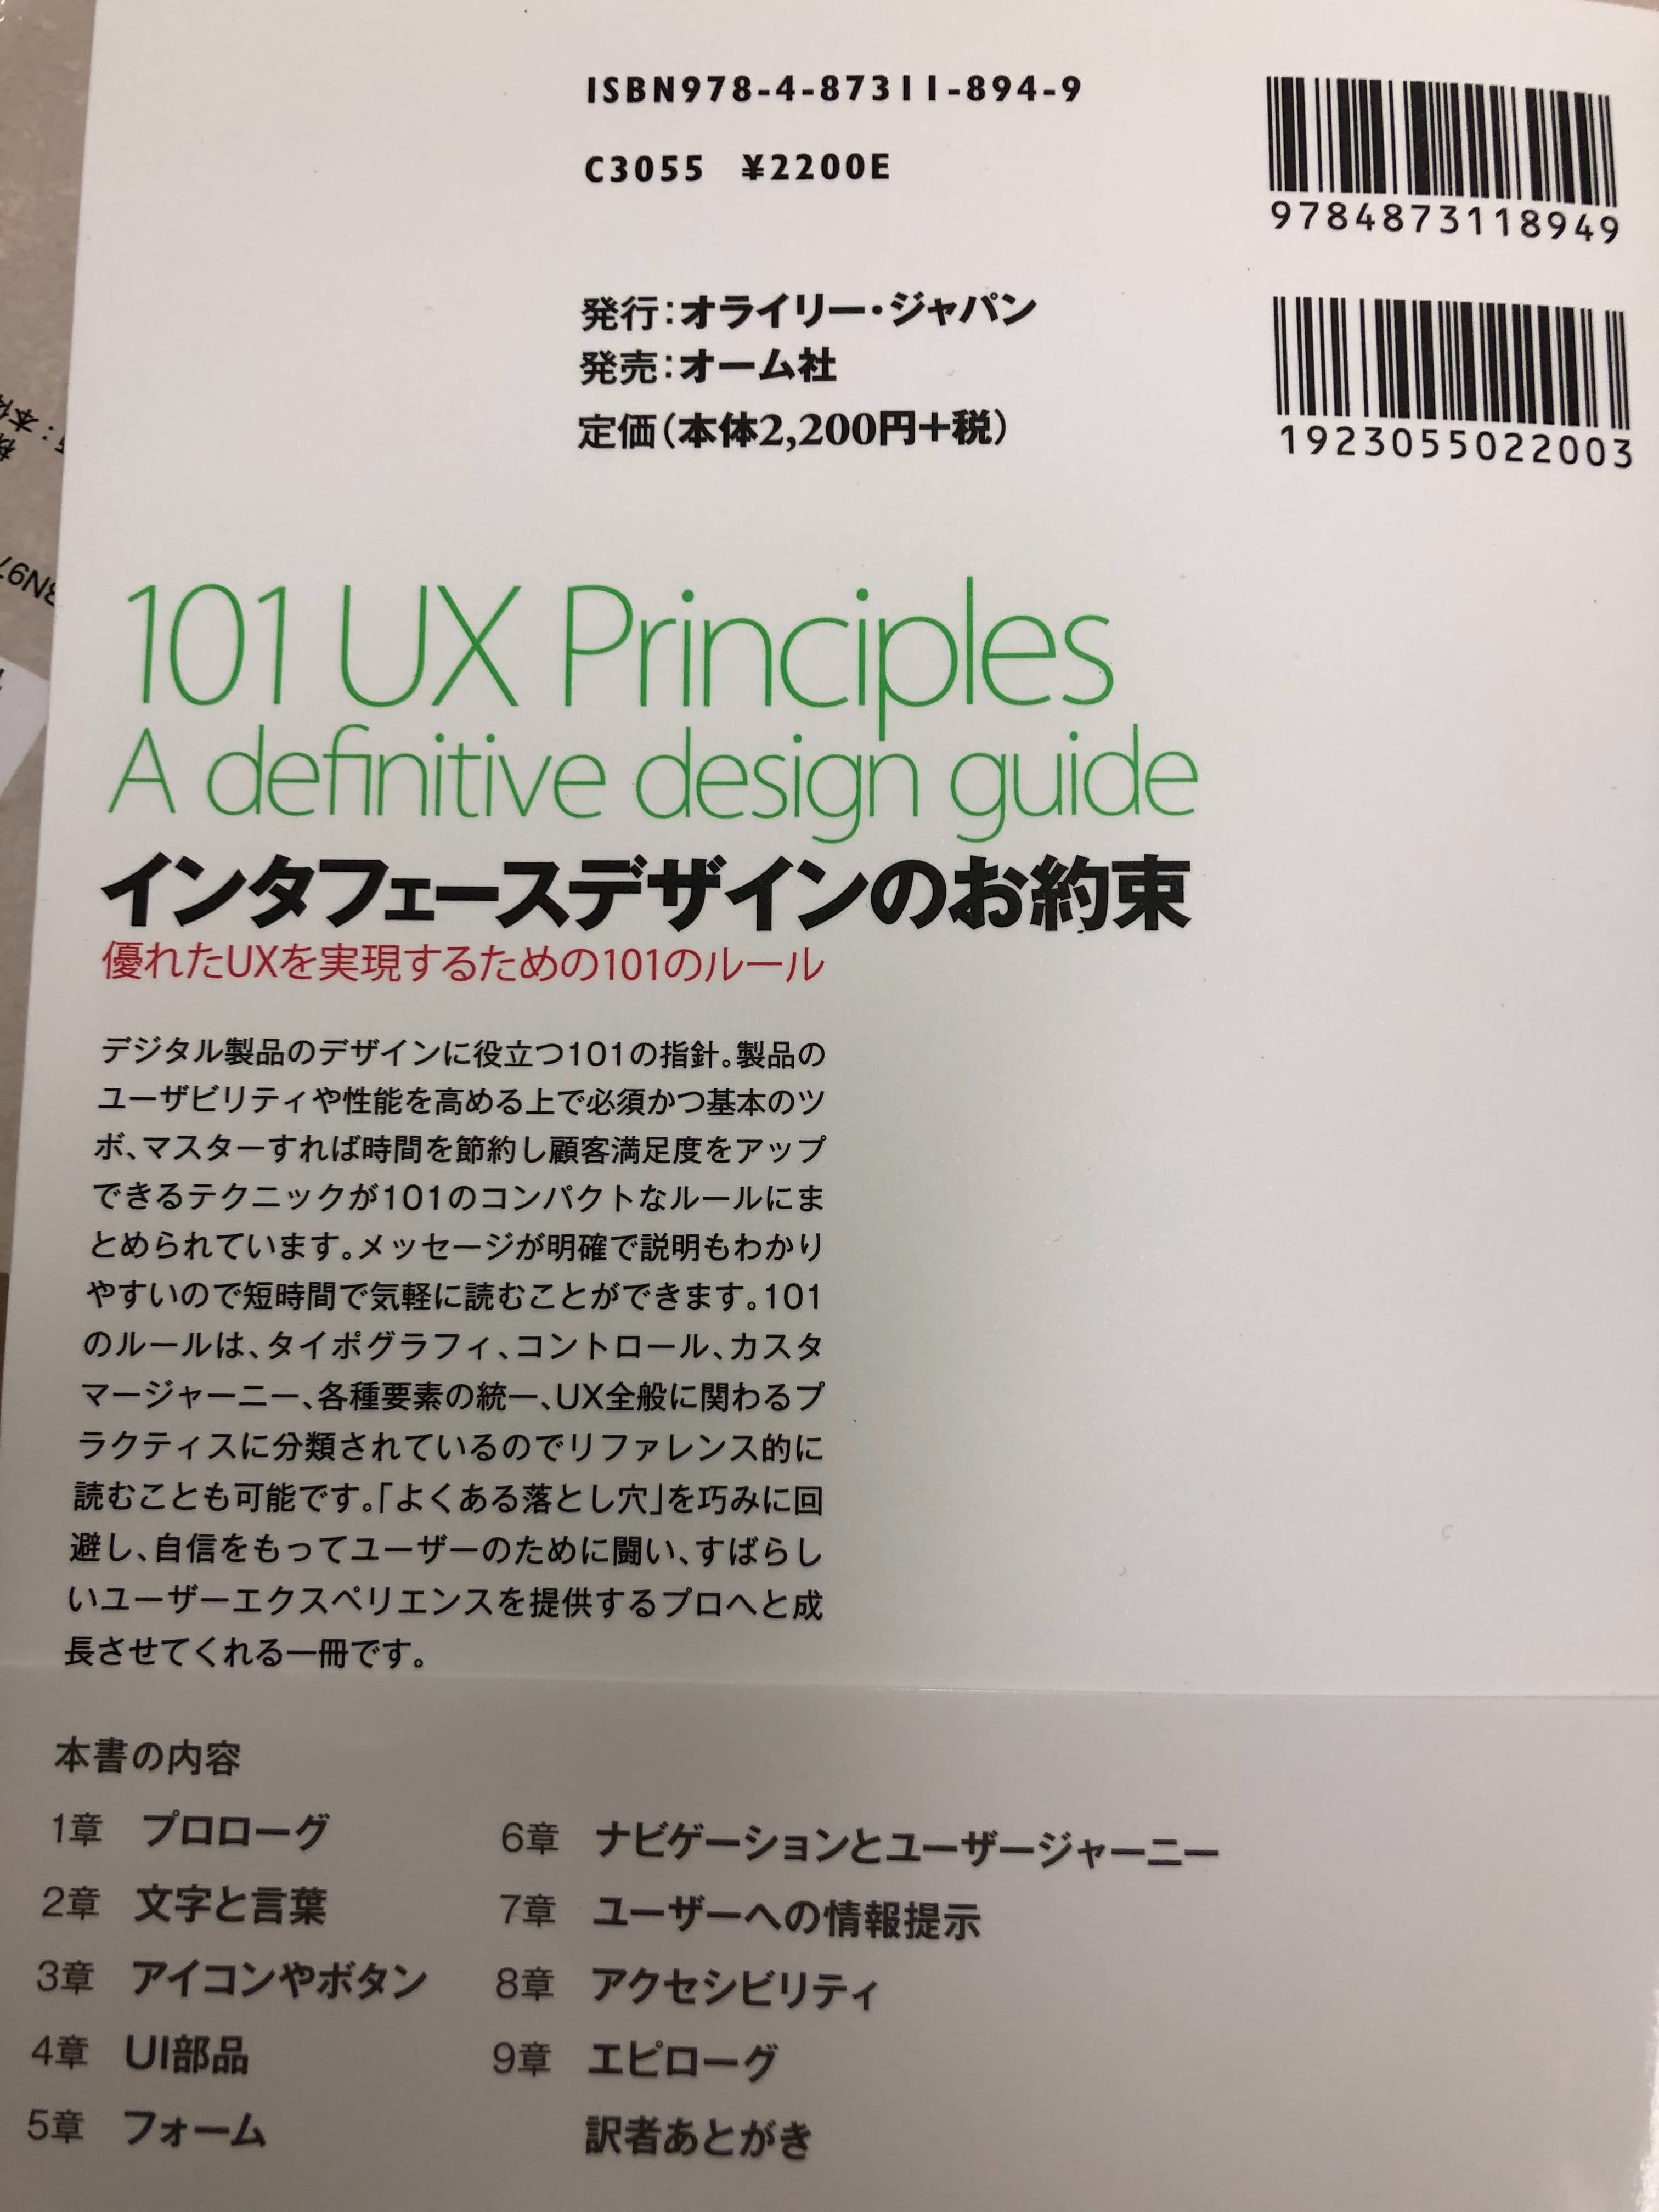 ISBN978-4-87311-894-9
C3055 ¥2200E
9784873118949
発行：オライリー・ジャパン
発売：オーム社
定価（本体2,200円＋税）
1923055022003
101 UX Principles
A definitive design guide
インタフェースデザインのお約束
優れたUXを実現するための101のルール
デジタル製品のデザインに役立つ101の指針。製品の
ユーザビリティや性能を高める上で必須かつ基本のツ
ボ、マスターすれば時間を節約し顧客満足度をアップ
できるテクニックが101のコンパクトなルールにま
とめられています。メッセージが明確で説明もわかり
やすいので短時間で気軽に読むことができます。101
のルールは、タイポグラフィ、コントロール、カスタ
マージャーニー、各種要素の統一、UX全般に関わるプ
ラクティスに分類されているのでリファレンス的に
読むことも可能です。「よくある落とし穴」を巧みに回
避し、自信をもってユーザーのために闘い、すばらし
いユーザーエクスペリエンスを提供するプロへと成
長させてくれる一冊です。
本書の内容
1章 プロローグ
2章 文字と言葉
3章 アイコンやボタン
4章 UI部品
5章 フォーム
6章 ナビゲーションとユーザージャーニー
7章 ユーザーへの情報提示
8章 アクセシビリティ
9章 エピローグ
訳者あとがき